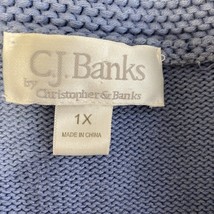 C.J. Banks
by Christopher & Banks
1X
MADE IN CHINA